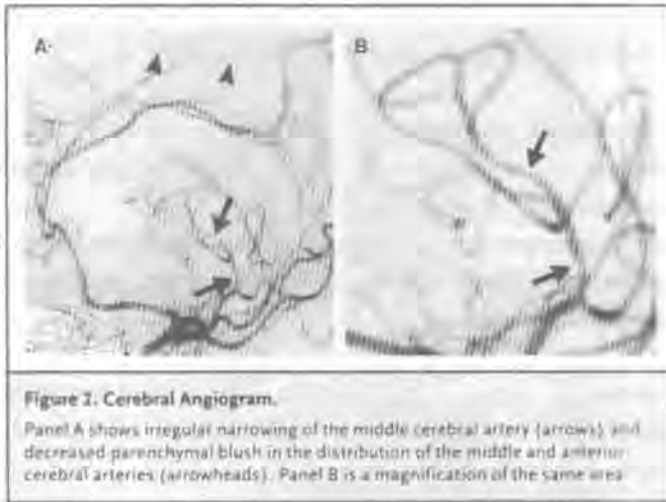 A
B
Figure 2. Cerebral Angiogram.
Panel A shows irregular narrowing of the middle cerebral artery (arrows) and
decreased parenchymal blush in the distribution of the middle and anterior
cerebral arteries (arrowheads). Panel B is a magnification of the same area